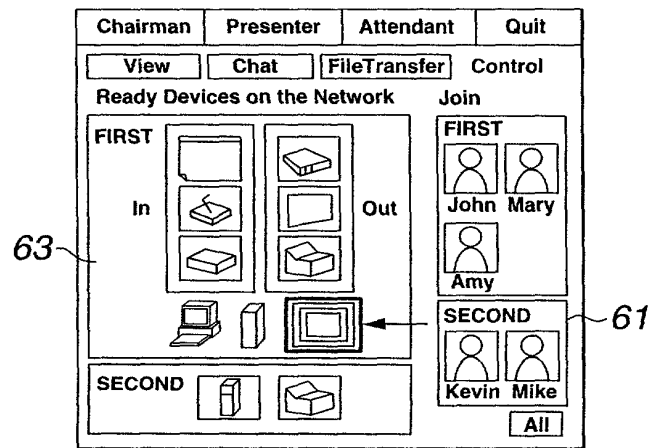 Chairman Presenter Attendant Quit
View Chat FileTransfer Control
Ready Devices on the Network Join
FIRST
In
Out
FIRST
John Mary
Amy
63
SECOND
61
Kevin Mike
SECOND
All